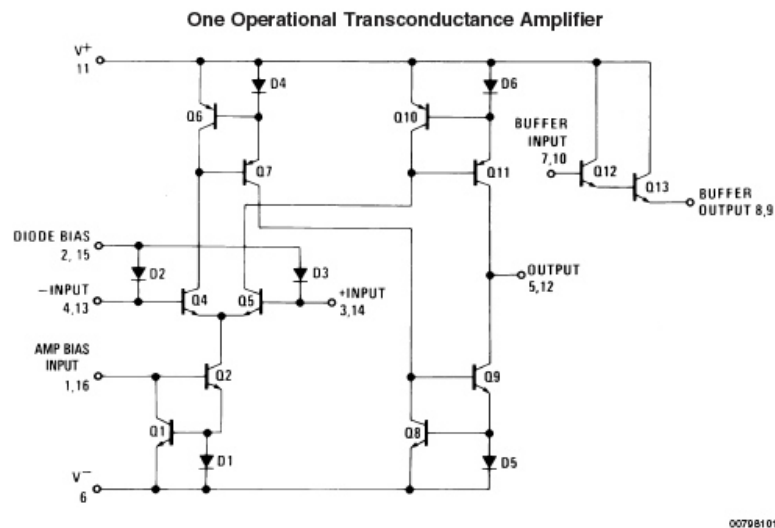 One Operational Transconductance Amplifier
V+
11
D4
D6
Q6
Q10
BUFFER
INPUT
7,10
Q7
Q11
Q12
Q13
BUFFER
OUTPUT 8,9
DIODE BIAS
2, 15
D2
D3
−INPUT
4,13
Q4
Q5
+INPUT
3,14
OUTPUT
5,12
AMP BIAS
INPUT
1,16
Q2
Q9
Q1
D1
Q8
D5
V−
6
00798101